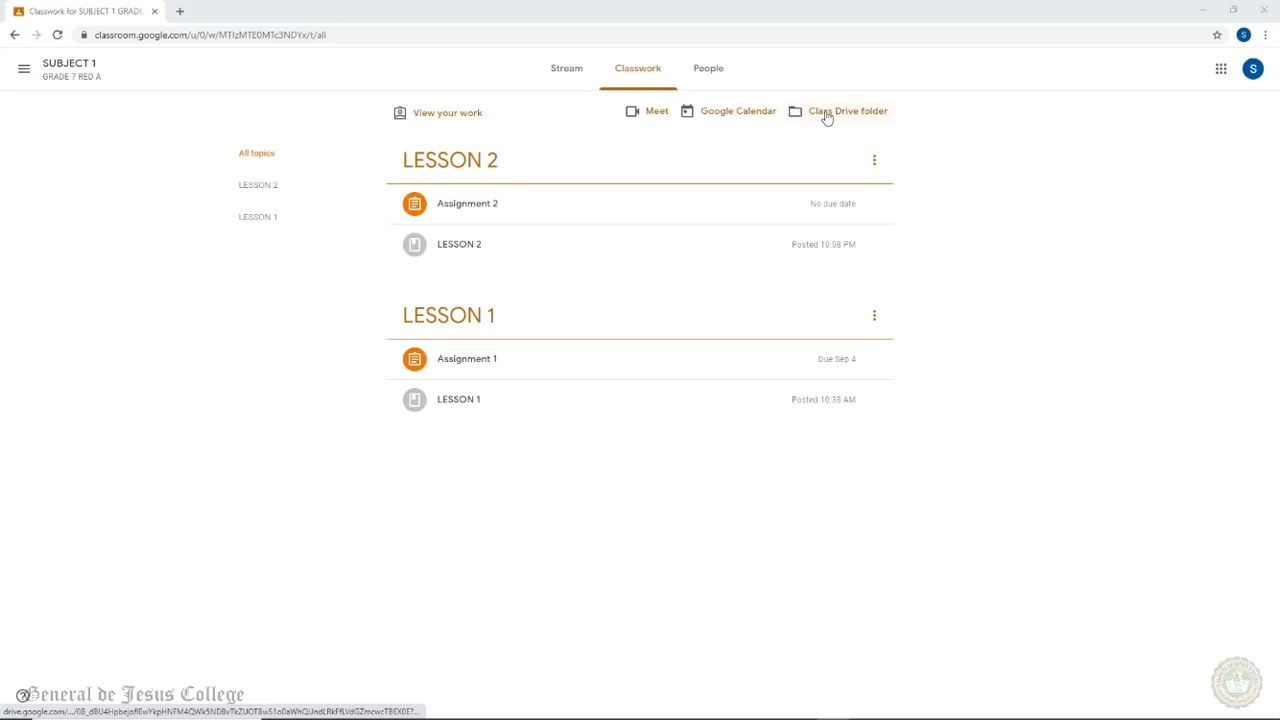 Classwork for SUBJECT 1 GRADE
classroom.google.com/u/0/w/MTIzMTE0MTc3NDYx/t/all
SUBJECT 1
GRADE 7 RED A
Stream
Classwork
People
S
S
View your work
Meet
Google Calendar
Class Drive folder
All topics
LESSON 2
LESSON 1
LESSON 2
Assignment 2
No due date
LESSON 2
Posted 10:08 PM
LESSON 1
Assignment 1
Due Sep 4
LESSON 1
Posted 10:38 AM
General de Jesus College